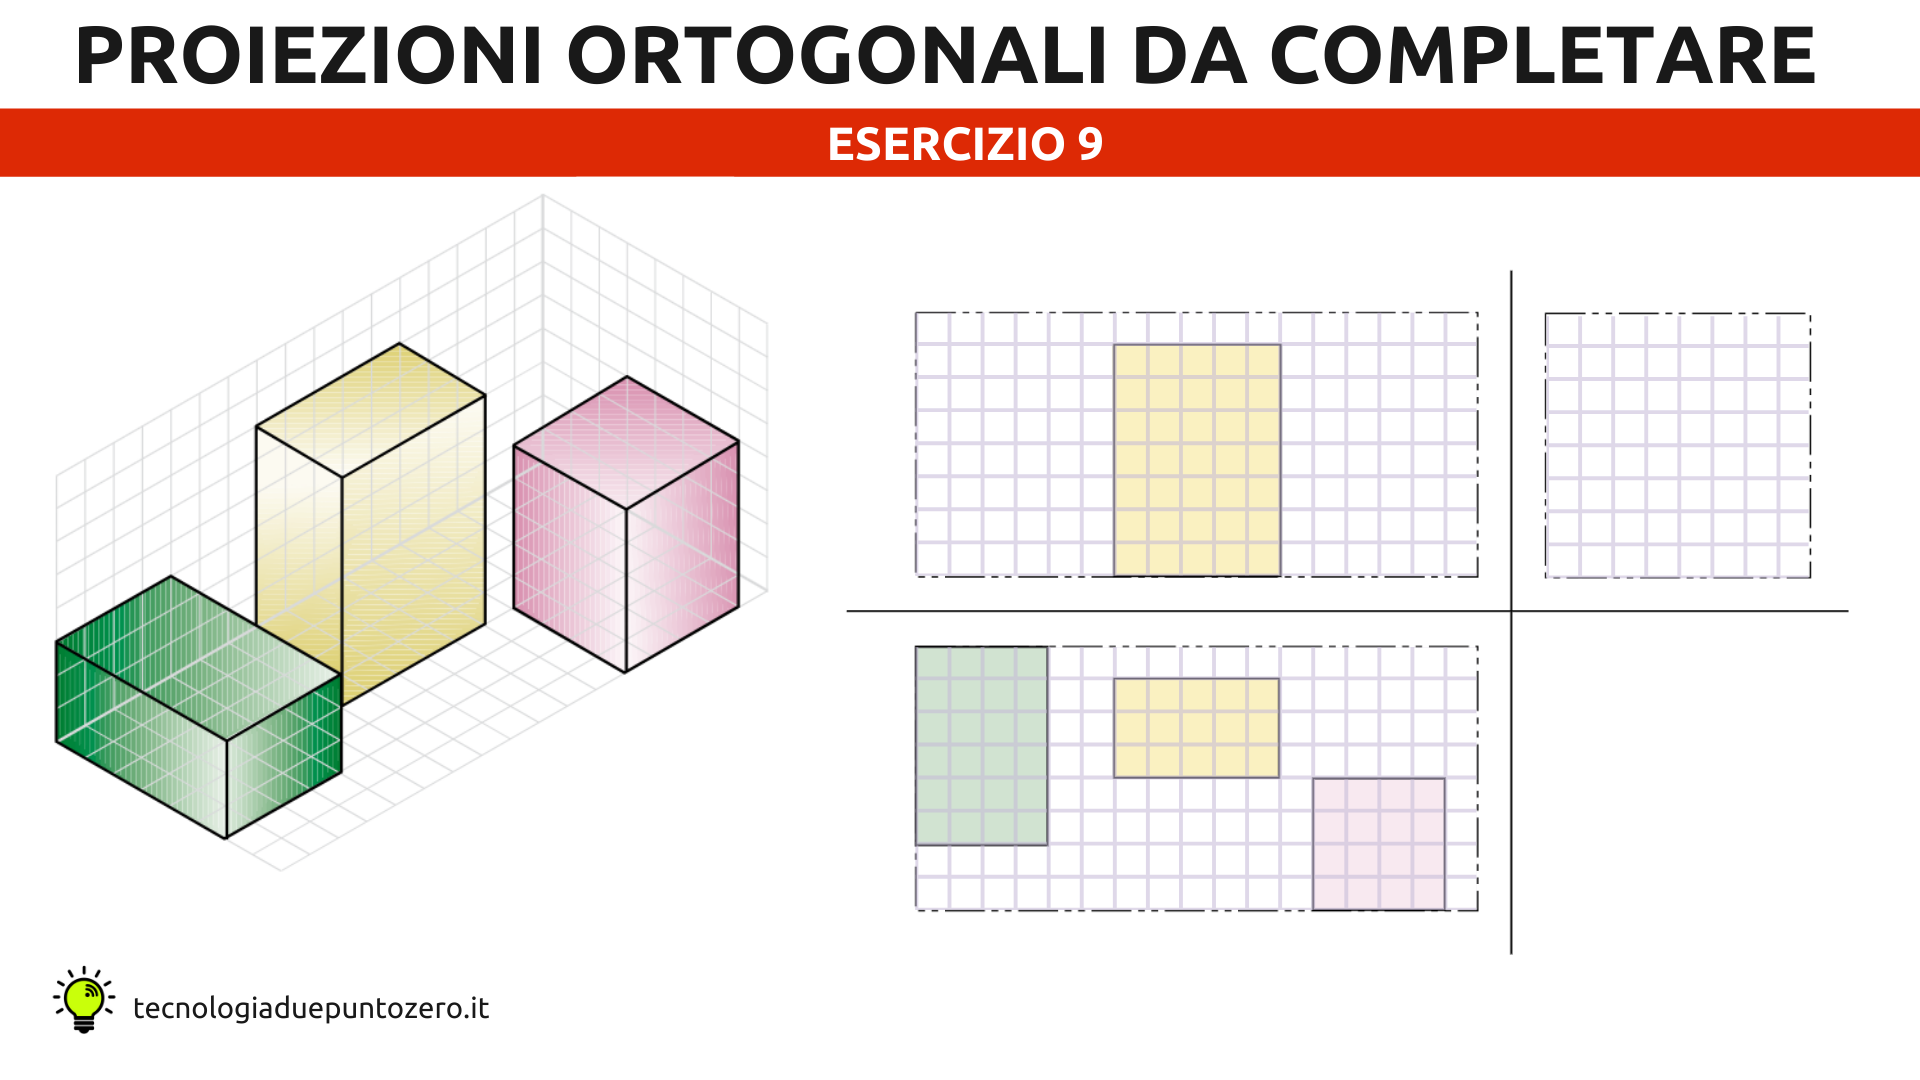 PROIEZIONI ORTOGONALI DA COMPLETARE
ESERCIZIO 9
tecnologiaduepuntozero.it